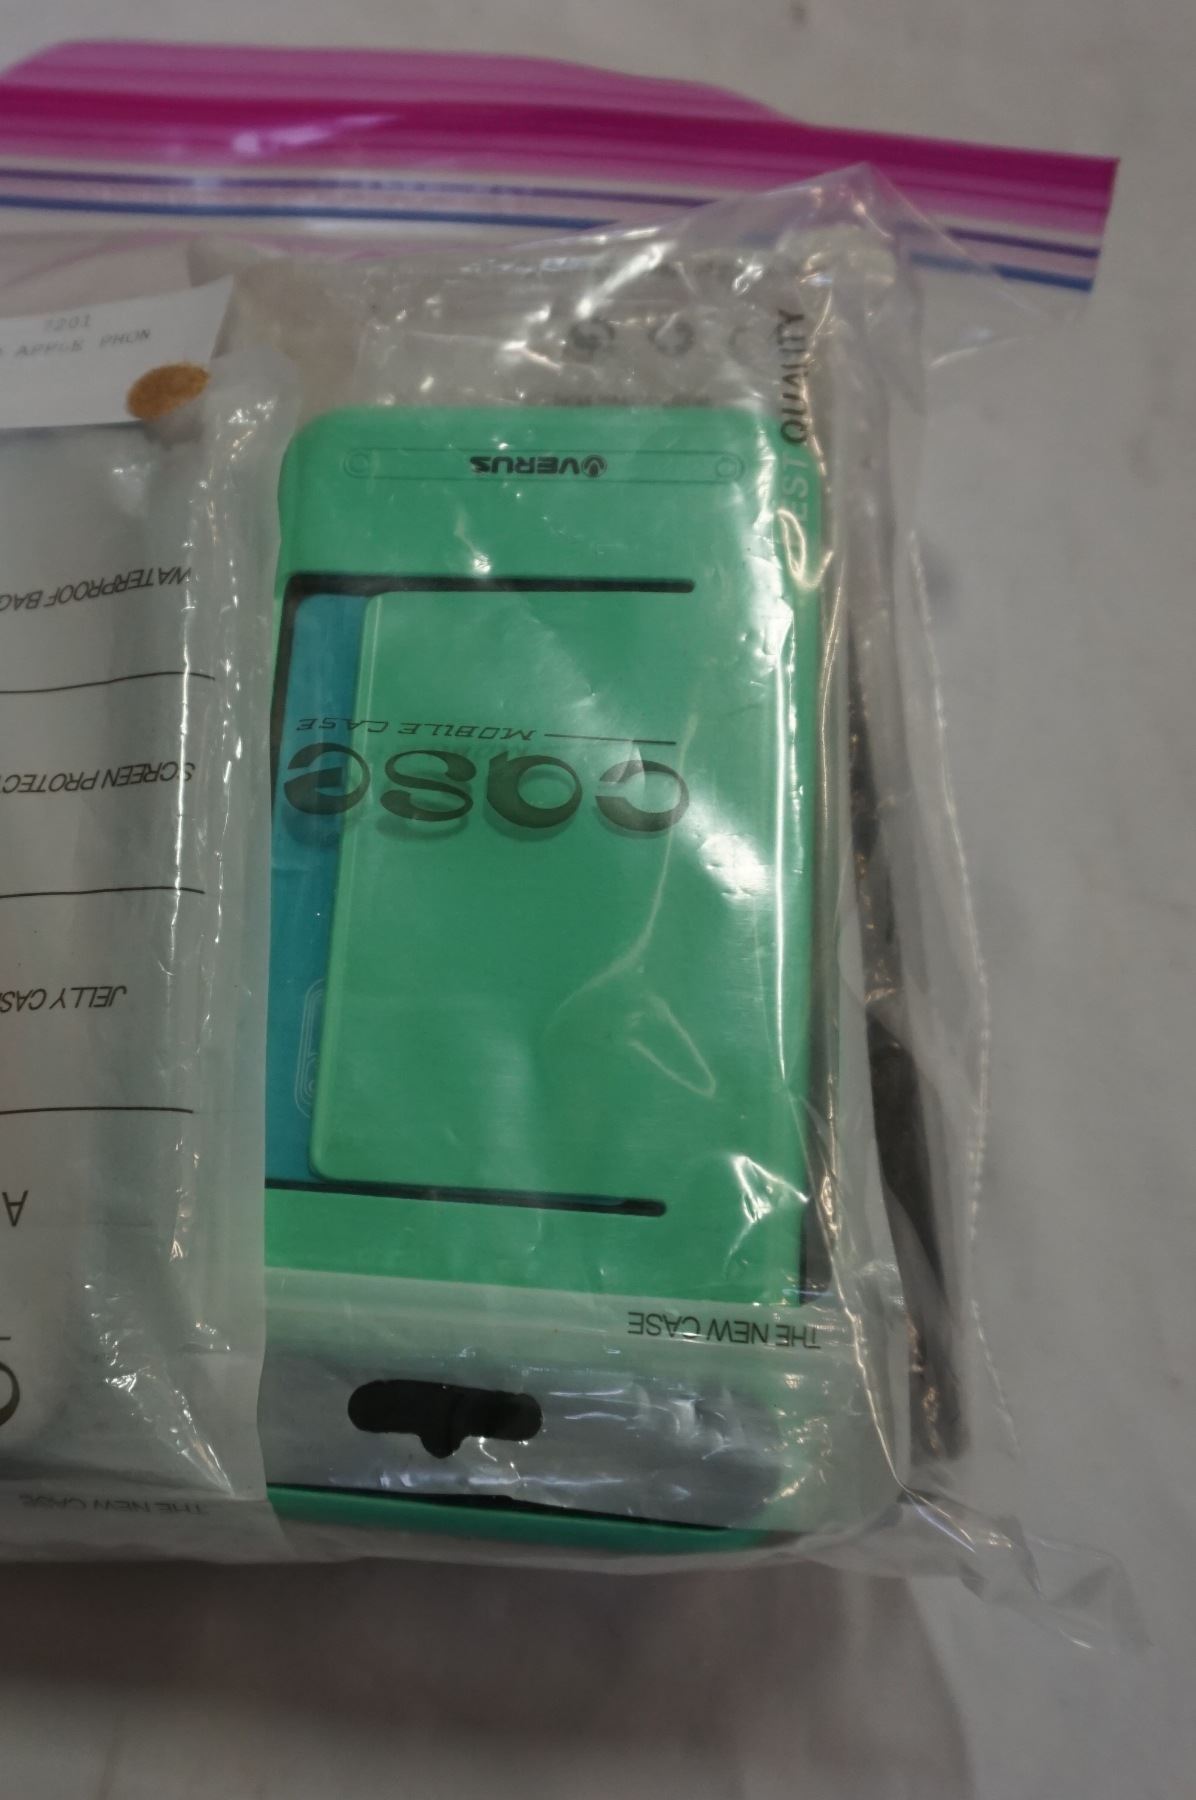 7201
APPLE PHON
BEST QUALITY
VERUS
WATERPROOF BAG
MOBILE CASE
case
SCREEN PROTEC
JELLY CAS
A
THE NEW CASE
THE NEW CASE